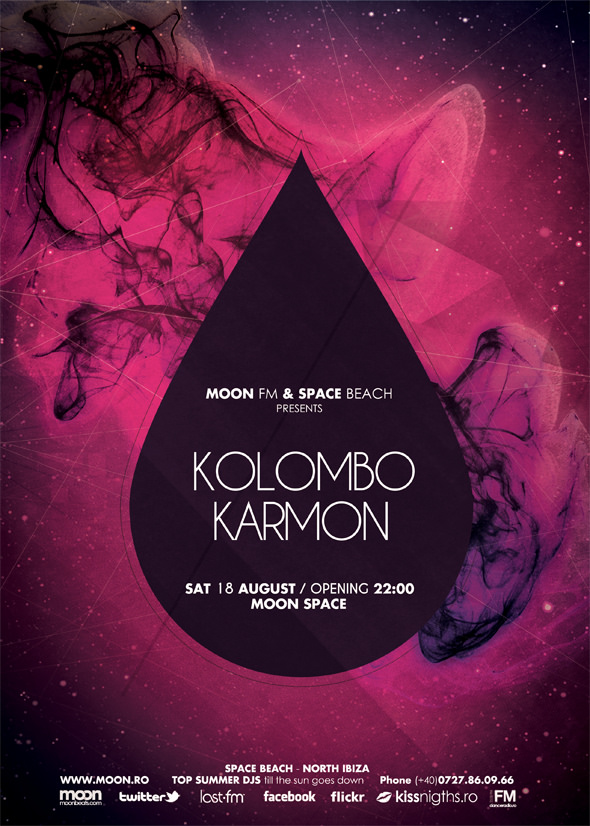 MOON FM & SPACE BEACH
PRESENTS
KOLOMBO
KARMON
SAT 18 AUGUST / OPENING 22:00
MOON SPACE
SPACE BEACH - NORTH IBIZA
WWW.MOON.RO TOP SUMMER DJS till the sun goes down Phone (+40)0727.86.09.66
moon twitter last·fm facebook flickr kissnigths.ro FM
moonbeats.com